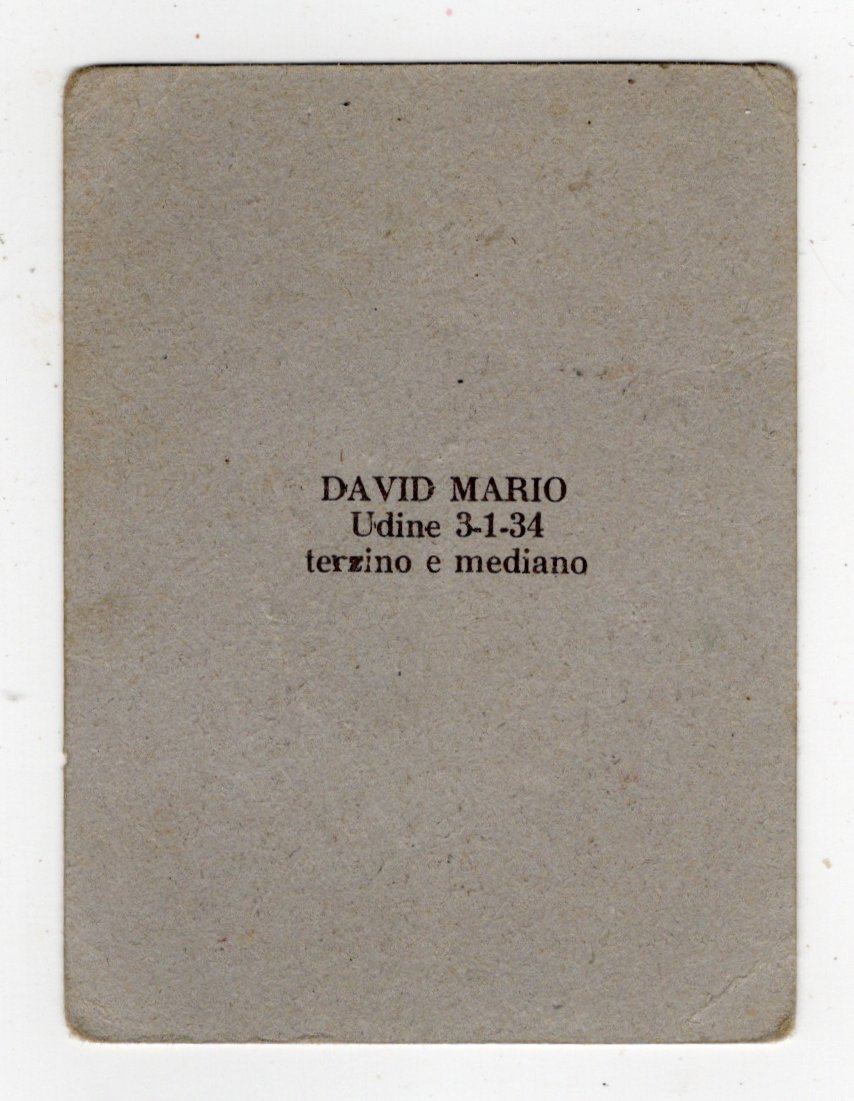 DAVID MARIO
Udine 3-1-34
terzino e mediano